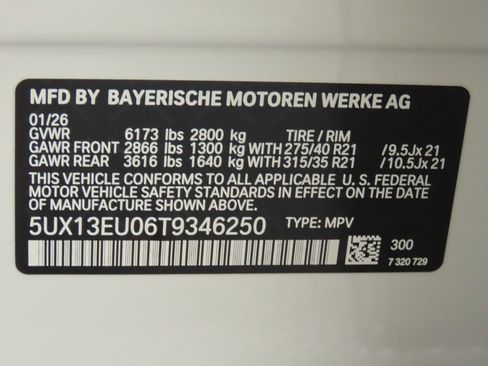 MFD BY BAYERISCHE MOTOREN WERKE AG
01/26
GVWR 6173 lbs 2800 kg TIRE / RIM
GAWR FRONT 2866 lbs 1300 kg WITH 275/40 R21 /9.5Jx 21
GAWR REAR 3616 lbs 1640 kg WITH 315/35 R21 /10.5Jx 21
THIS VEHICLE CONFORMS TO ALL APPLICABLE U.S. FEDERAL
MOTOR VEHICLE SAFETY STANDARDS IN EFFECT ON THE DATE OF
MANUFACTURE SHOWN ABOVE.
5UX13EU06T9346250 TYPE: MPV
300
7 320 729